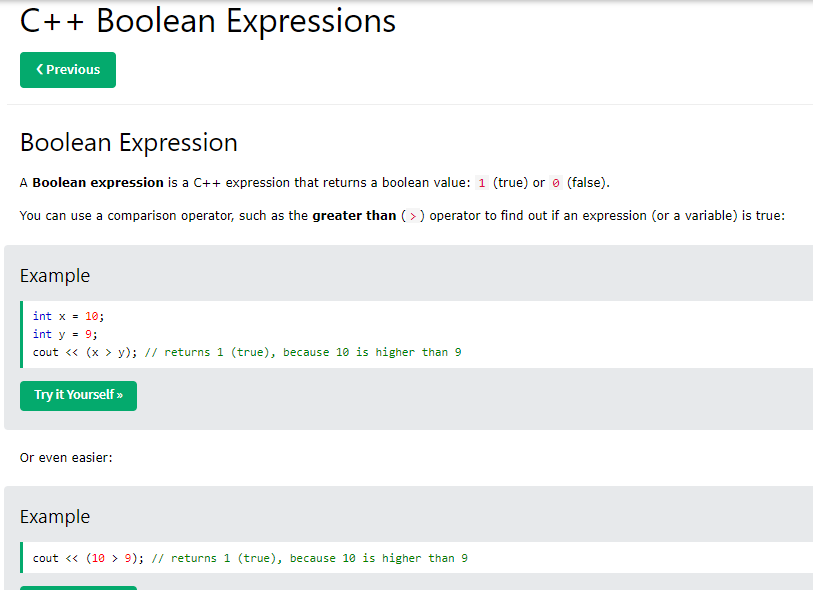 C++ Boolean Expressions
❮ Previous
Boolean Expression
A Boolean expression is a C++ expression that returns a boolean value: 1 (true) or 0 (false).
You can use a comparison operator, such as the greater than (>) operator to find out if an expression (or a variable) is true:
Example
int x = 10;
int y = 9;
cout << (x > y); // returns 1 (true), because 10 is higher than 9
Try it Yourself »
Or even easier:
Example
cout << (10 > 9); // returns 1 (true), because 10 is higher than 9